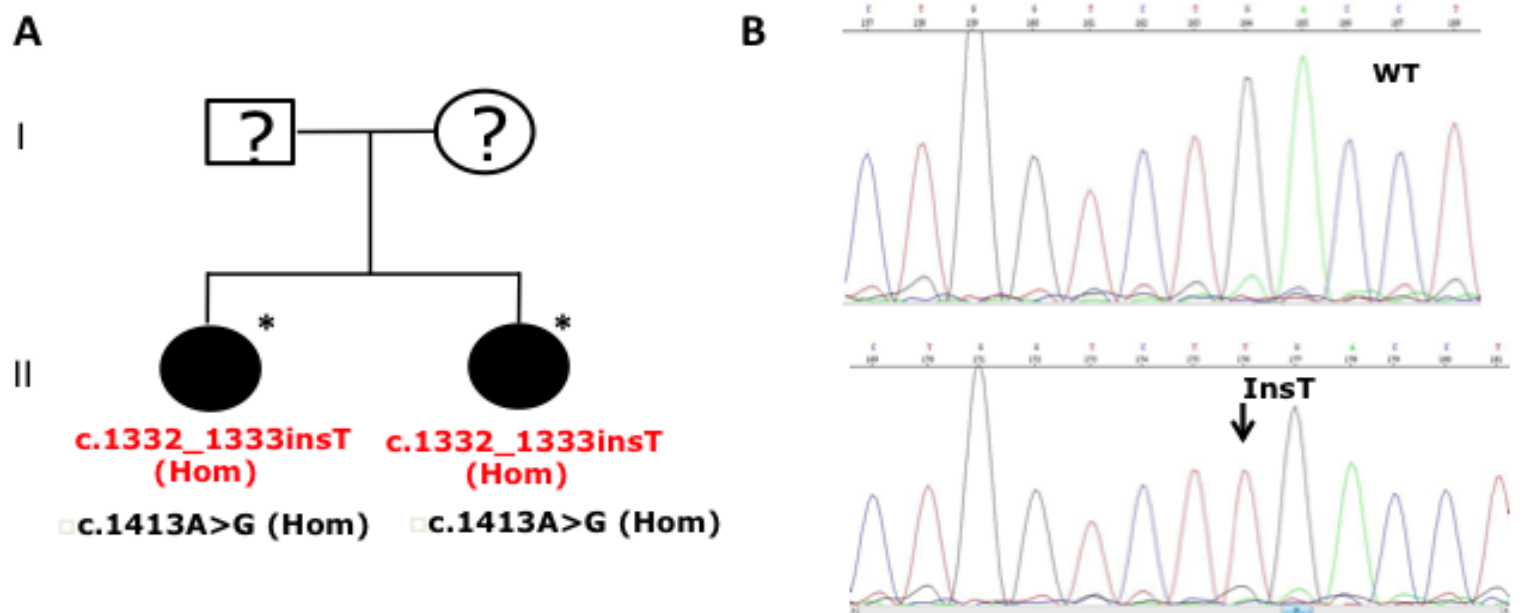 A
B
I
?
?
II
*
*
c.1332_1333insT
(Hom)
c.1332_1333insT
(Hom)
c.1413A>G (Hom)
c.1413A>G (Hom)
C T G G T C T G A C C T
WT
C T G G T C T T G A C C T
InsT